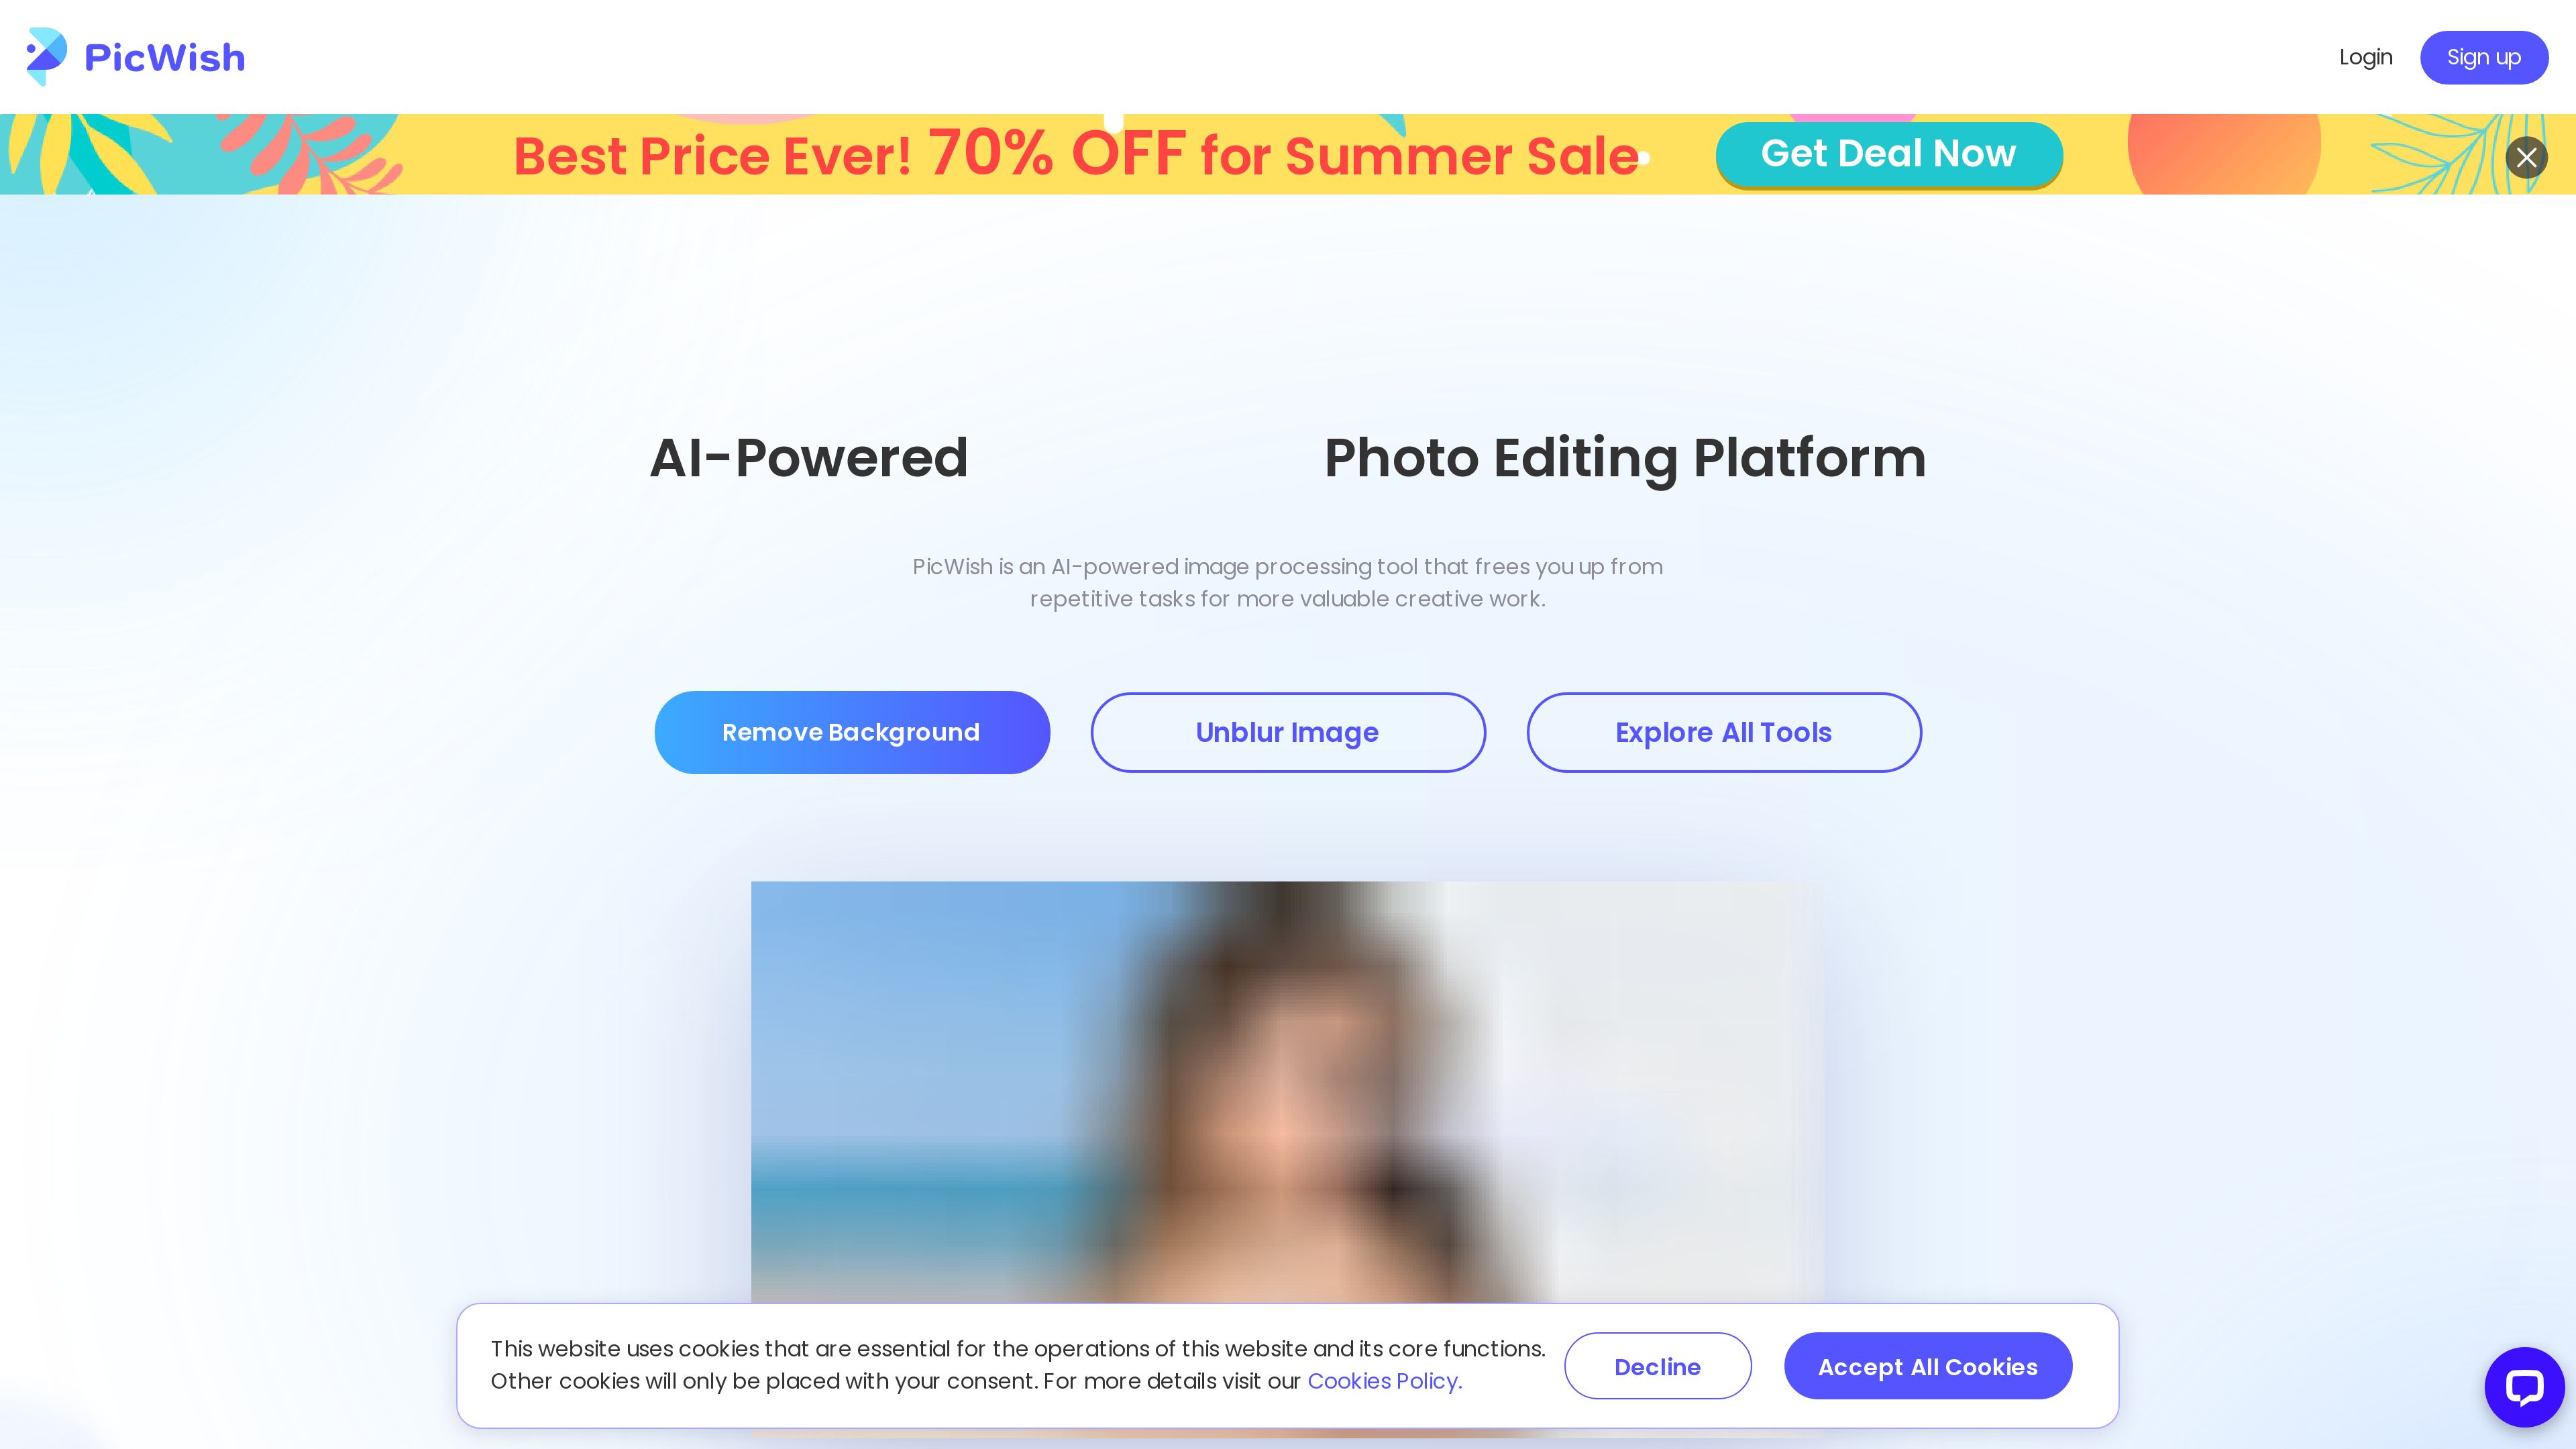 PicWish
Login
Sign up
Best Price Ever! 70% OFF for Summer Sale
Get Deal Now
AI-Powered Photo Editing Platform
PicWish is an AI-powered image processing tool that frees you up from
repetitive tasks for more valuable creative work.
Remove Background
Unblur Image
Explore All Tools
This website uses cookies that are essential for the operations of this website and its core functions.
Other cookies will only be placed with your consent. For more details visit our Cookies Policy.
Decline
Accept All Cookies